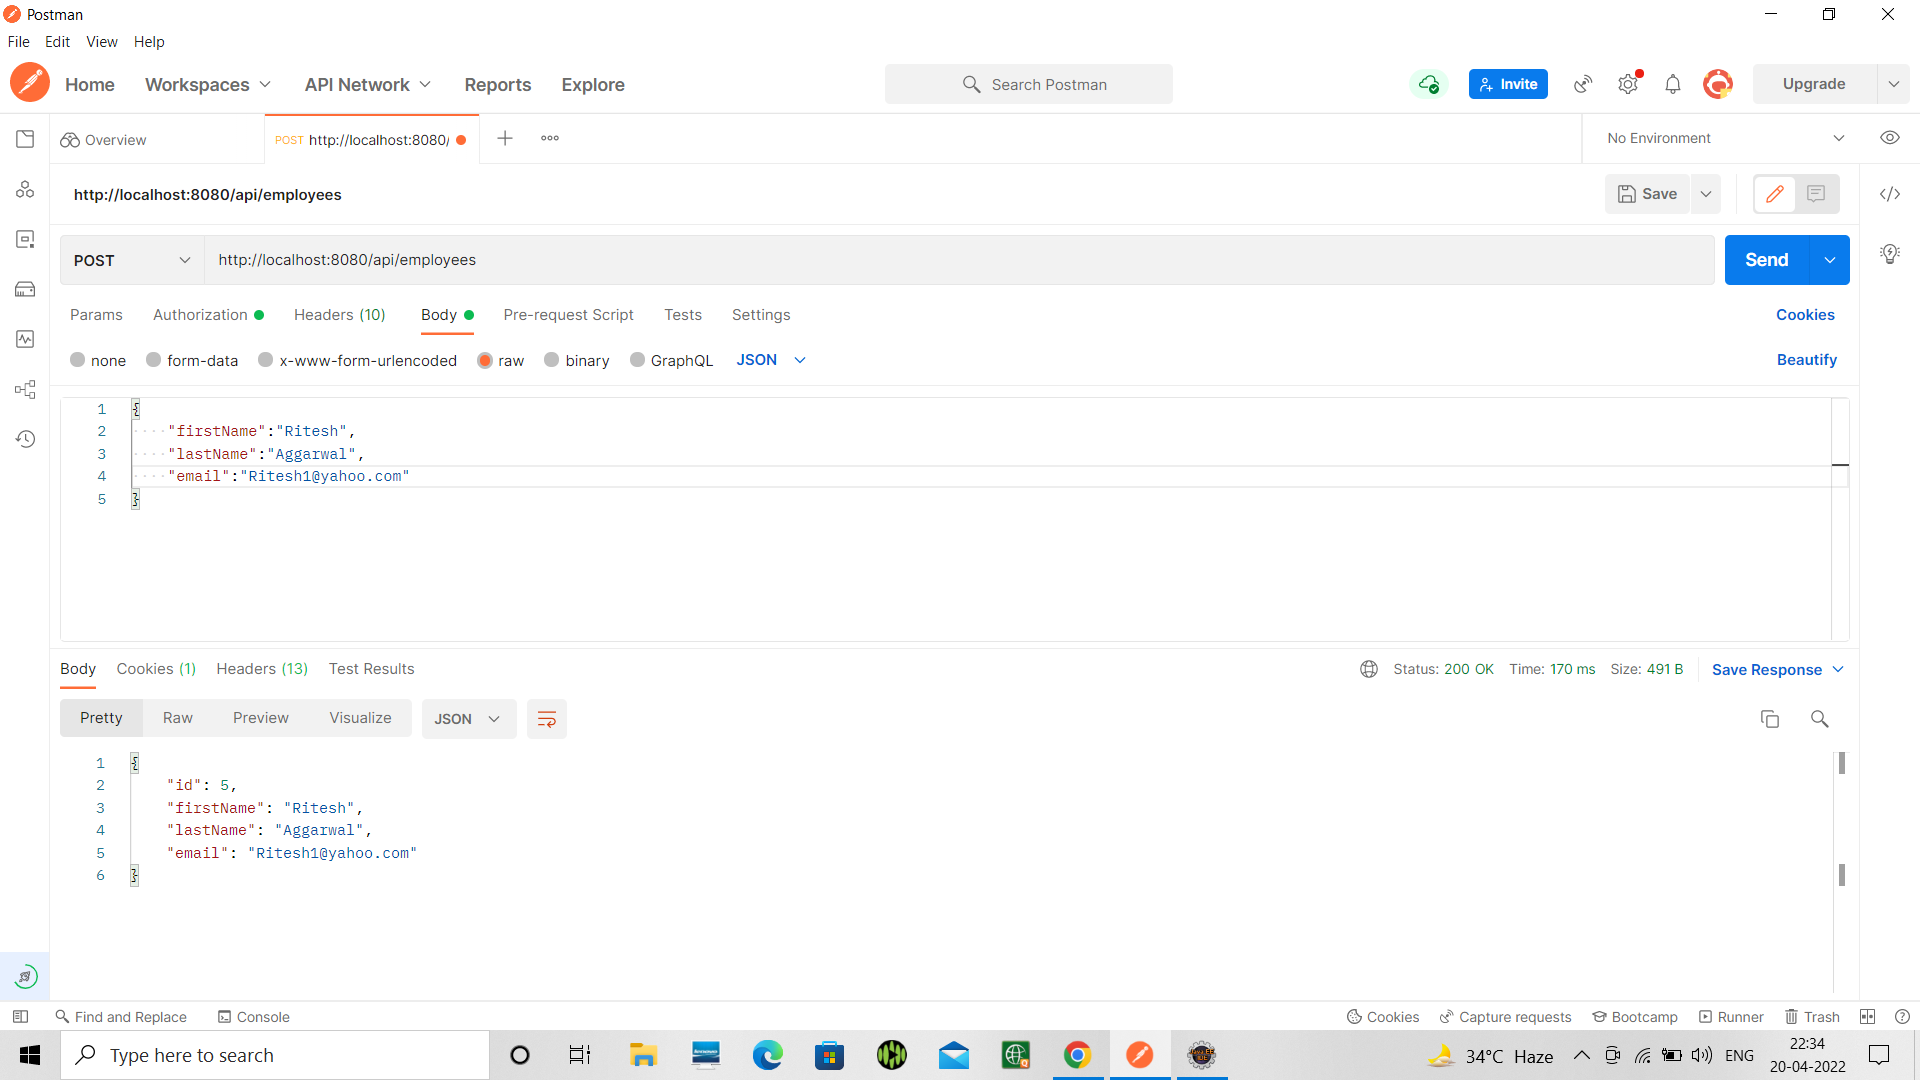 Postman
File Edit View Help
Home Workspaces API Network Reports Explore Search Postman Invite Upgrade
Overview POST http://localhost:8080/ No Environment
http://localhost:8080/api/employees Save
POST http://localhost:8080/api/employees Send
Params Authorization Headers (10) Body Pre-request Script Tests Settings Cookies
none form-data x-www-form-urlencoded raw binary GraphQL JSON Beautify
1 {
2 "firstName":"Ritesh",
3 "lastName":"Aggarwal",
4 "email":"Ritesh1@yahoo.com"
5 }
Body Cookies (1) Headers (13) Test Results Status: 200 OK Time: 170 ms Size: 491 B Save Response
Pretty Raw Preview Visualize JSON
1 {
2 "id": 5,
3 "firstName": "Ritesh",
4 "lastName": "Aggarwal",
5 "email": "Ritesh1@yahoo.com"
6 }
Find and Replace Console Cookies Capture requests Bootcamp Runner Trash
Type here to search 34°C Haze ENG 22:34
20-04-2022